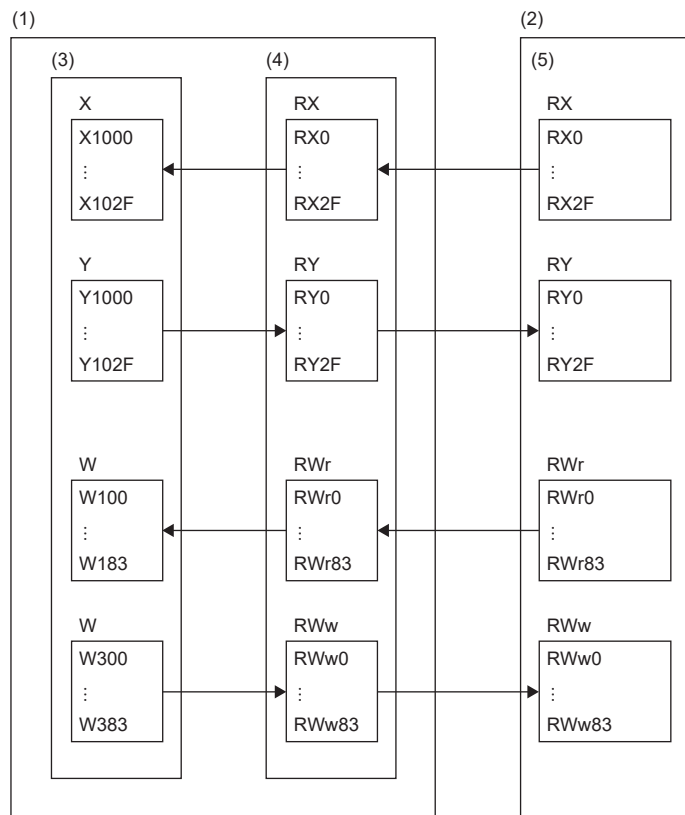 (1) (2)
(3) (4) (5)
X RX RX
X1000 RX0 RX0
⋮ ⋮ ⋮
X102F RX2F RX2F
Y RY RY
Y1000 RY0 RY0
⋮ ⋮ ⋮
Y102F RY2F RY2F
W RWr RWr
W100 RWr0 RWr0
⋮ ⋮ ⋮
W183 RWr83 RWr83
W RWw RWw
W300 RWw0 RWw0
⋮ ⋮ ⋮
W383 RWw83 RWw83